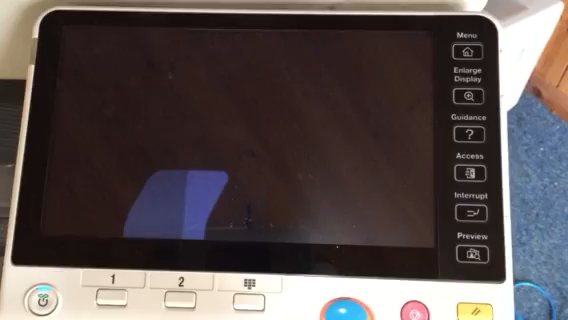 Menu
Enlarge
Display
Guidance
?
Access
Interrupt
Preview
1
2